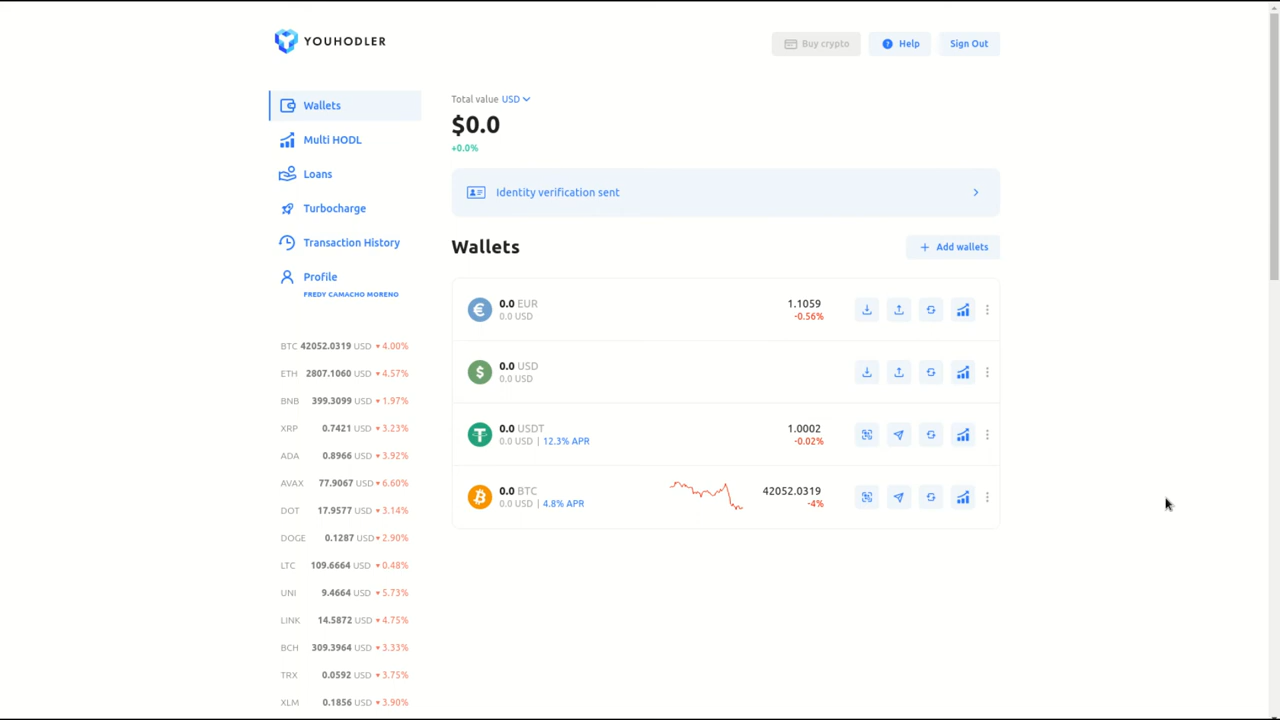 YOUHODLER
Buy crypto
Help
Sign Out
Wallets
Multi HODL
Loans
Turbocharge
Transaction History
Profile
FREDY CAMACHO MORENO
BTC 42052.0319 USD ▾4.00%
ETH 2807.1060 USD ▾4.57%
BNB 399.3099 USD ▾1.97%
XRP 0.7421 USD ▾3.23%
ADA 0.8966 USD ▾3.92%
AVAX 77.9067 USD ▾6.60%
DOT 17.9577 USD ▾3.14%
DOGE 0.1287 USD ▾2.90%
LTC 109.6664 USD ▾0.48%
UNI 9.4664 USD ▾5.73%
LINK 14.5872 USD ▾4.75%
BCH 309.3964 USD ▾3.33%
TRX 0.0592 USD ▾3.75%
XLM 0.1856 USD ▾3.90%
Total value USD
$0.0
+0.0%
Identity verification sent
Wallets
+ Add wallets
0.0 EUR 1.1059
0.0 USD -0.56%
0.0 USD
0.0 USD
0.0 USDT 1.0002
0.0 USD | 12.3% APR -0.02%
0.0 BTC 42052.0319
0.0 USD | 4.8% APR -4%